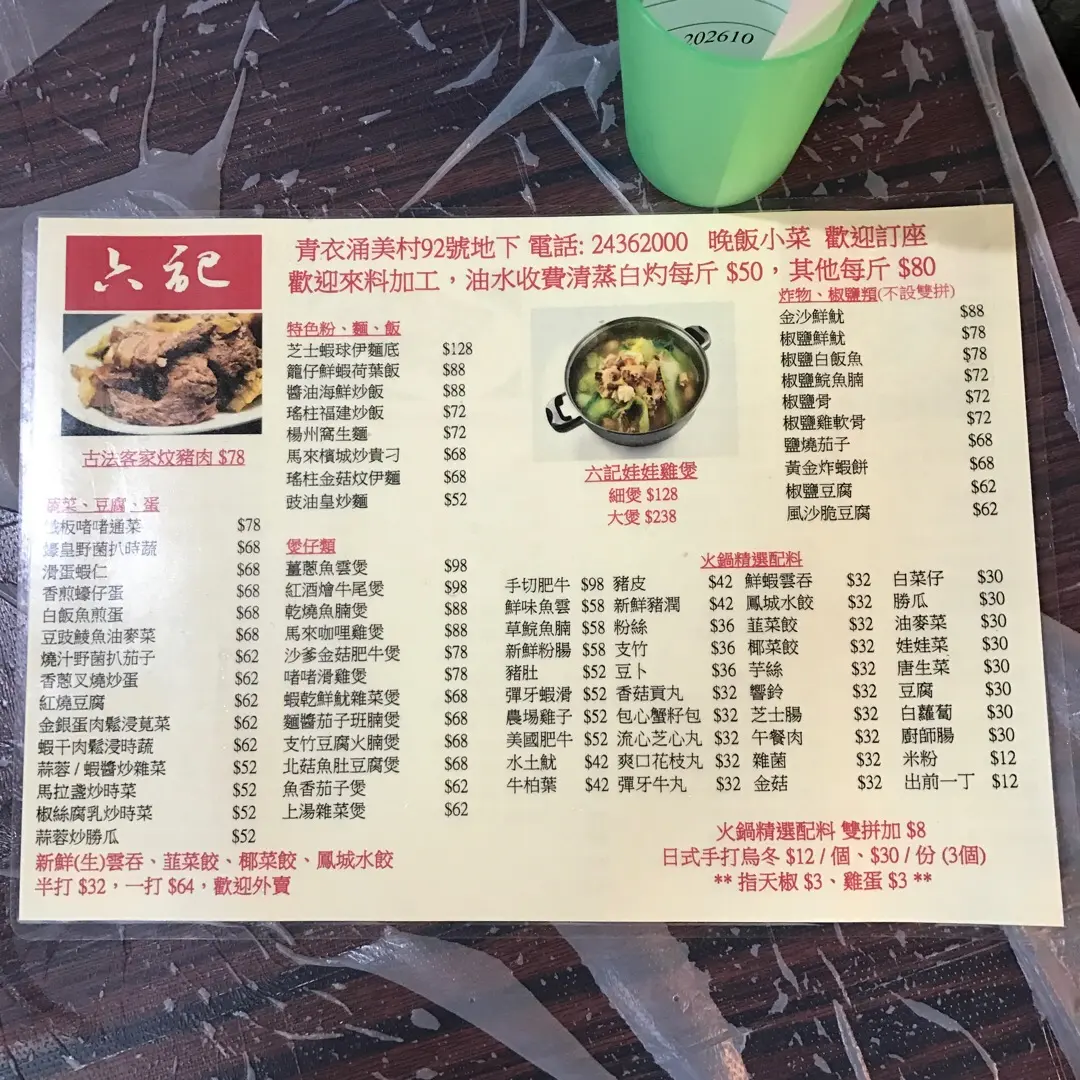 202610
六記
青衣涌美村92號地下 電話: 24362000 晚飯小菜 歡迎訂座
歡迎來料加工，油水收費清蒸白灼每斤 $50，其他每斤 $80
古法客家炆豬肉 $78
菜、豆腐、蛋
板啫啫通菜 $78
蠔皇野菌扒時蔬 $68
滑蛋蝦仁 $68
香煎蠔仔蛋 $68
白飯魚煎蛋 $68
豆豉鯪魚油麥菜 $68
燒汁野菌扒茄子 $62
香蔥叉燒炒蛋 $62
紅燒豆腐 $62
金銀蛋肉鬆浸莧菜 $62
蝦干肉鬆浸時蔬 $62
蒜蓉 / 蝦醬炒雜菜 $52
馬拉盞炒時菜 $52
椒絲腐乳炒時菜 $52
蒜蓉炒勝瓜 $52
特色粉、麵、飯
芝士蝦球伊麵底 $128
籠仔鮮蝦荷葉飯 $88
醬油海鮮炒飯 $88
瑤柱福建炒飯 $72
楊州窩生麵 $72
馬來檳城炒貴刁 $68
瑤柱金菇炆伊麵 $68
豉油皇炒麵 $52
煲仔類
薑蔥魚雲煲 $98
紅酒燴牛尾煲 $98
乾燒魚腩煲 $88
馬來咖哩雞煲 $88
沙爹金菇肥牛煲 $78
啫啫滑雞煲 $78
蝦乾鮮魷雜菜煲 $68
麵醬茄子班腩煲 $68
支竹豆腐火腩煲 $68
北菇魚肚豆腐煲 $68
魚香茄子煲 $62
上湯雜菜煲 $62
六記娃娃雞煲
細煲 $128
大煲 $238
炸物、椒鹽類(不設雙拼)
金沙鮮魷 $88
椒鹽鮮魷 $78
椒鹽白飯魚 $78
椒鹽鯇魚腩 $72
椒鹽骨 $72
椒鹽雞軟骨 $72
鹽燒茄子 $68
黃金炸蝦餅 $68
椒鹽豆腐 $62
風沙脆豆腐 $62
火鍋精選配料
手切肥牛 $98 豬皮 $42 鮮蝦雲吞 $32 白菜仔 $30
鮮味魚雲 $58 新鮮豬潤 $42 鳳城水餃 $32 勝瓜 $30
草鯇魚腩 $58 粉絲 $36 韮菜餃 $32 油麥菜 $30
新鮮粉腸 $58 支竹 $36 椰菜餃 $32 娃娃菜 $30
豬肚 $52 豆卜 $36 芋絲 $32 唐生菜 $30
彈牙蝦滑 $52 香菇貢丸 $32 響鈴 $32 豆腐 $30
農場雞子 $52 包心蟹籽包 $32 芝士腸 $32 白蘿蔔 $30
美國肥牛 $52 流心芝心丸 $32 午餐肉 $32 廚師腸 $30
水土魷 $42 爽口花枝丸 $32 雜菌 $32 米粉 $12
牛柏葉 $42 彈牙牛丸 $32 金菇 $32 出前一丁 $12
新鮮(生)雲吞、韮菜餃、椰菜餃、鳳城水餃
半打 $32，一打 $64，歡迎外賣
火鍋精選配料 雙拼加 $8
日式手打烏冬 $12 / 個、$30 / 份 (3個)
** 指天椒 $3、雞蛋 $3 **